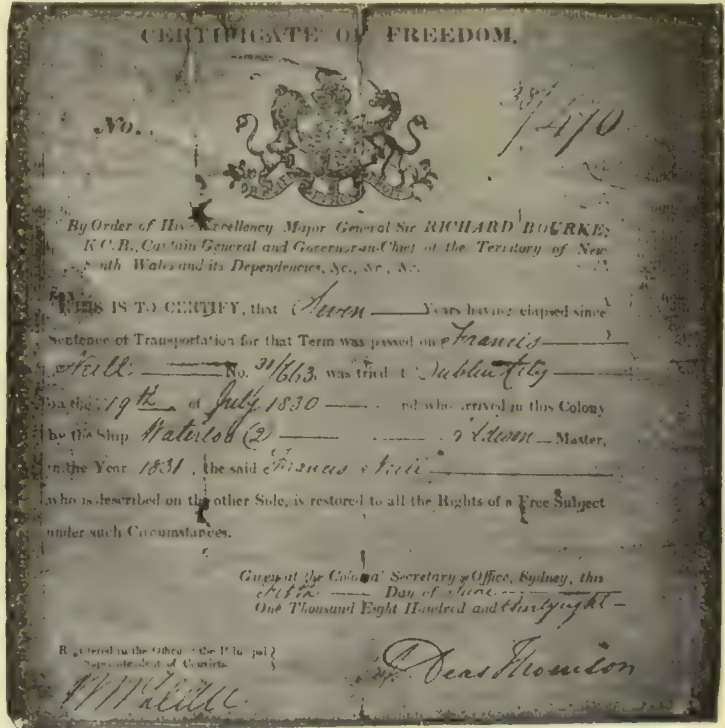 CERTIFICATE OF FREEDOM.
No. 38/470
By Order of His Excellency Major General Sir RICHARD BOURKE,
K.C.B., Captain General and Governor-in-Chief of the Territory of New
South Wales and its Dependencies, &c., &c., &c.
THIS IS TO CERTIFY, that Seven Years having elapsed since
Sentence of Transportation for that Term was passed on Francis
Neill No. 31/663, was tried at Dublin City
on the 19th of July 1830 and who arrived in this Colony
by the Ship Waterloo (2) Master,
in the Year 1831, the said Francis Neill
who is described on the other Side, is restored to all the Rights of a Free Subject
under such Circumstances.
Given at the Colonial Secretary's Office, Sydney, this
Fifth Day of June
One Thousand Eight Hundred and thirtyeight
Registered in the Office of the Principal
Superintendent of Convicts.
E Deas Thomson